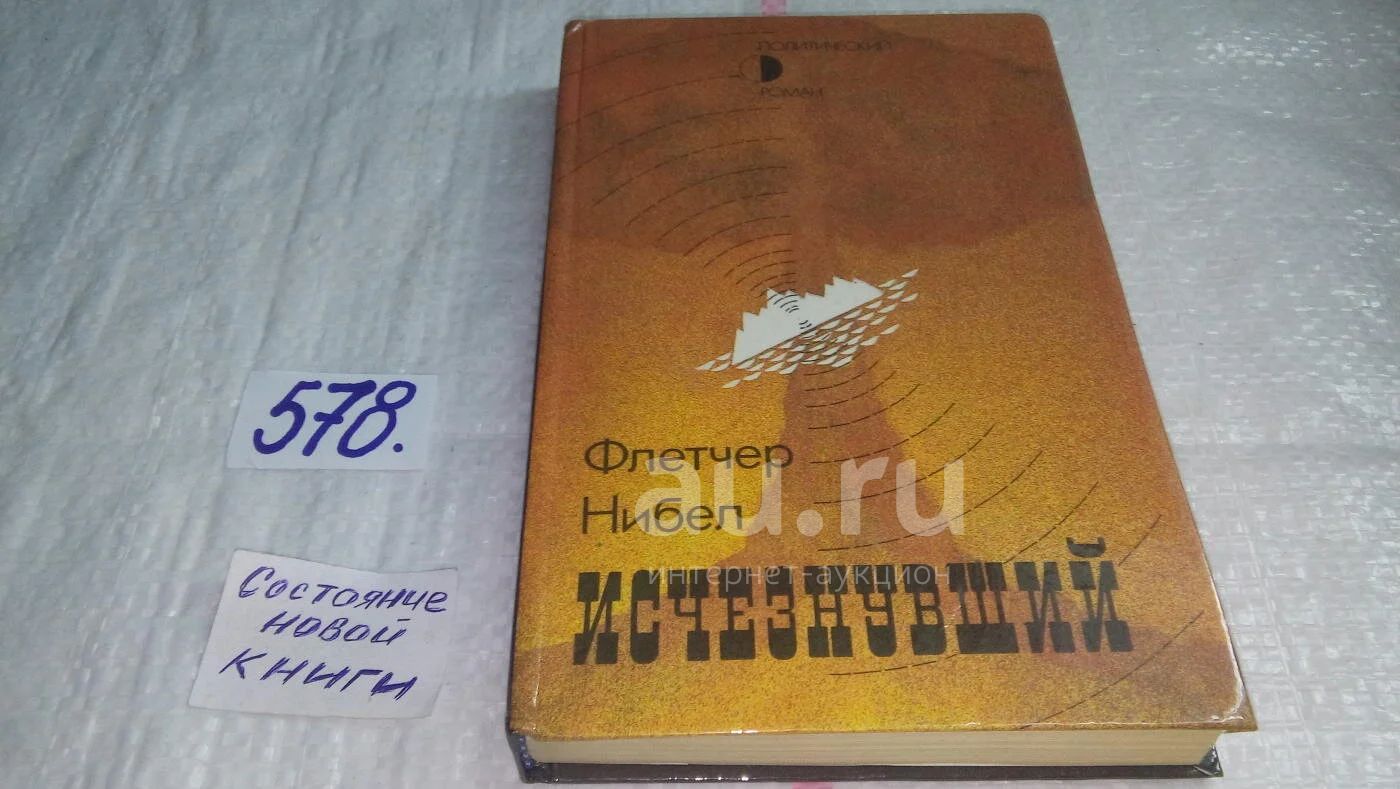 ПОЛИТИЧЕСКИЙ
РОМАН
Флетчер
Нибел
ИСЧЕЗНУВШИЙ
au.ru
интернет-аукцион
578.
Состояние
новой
книги